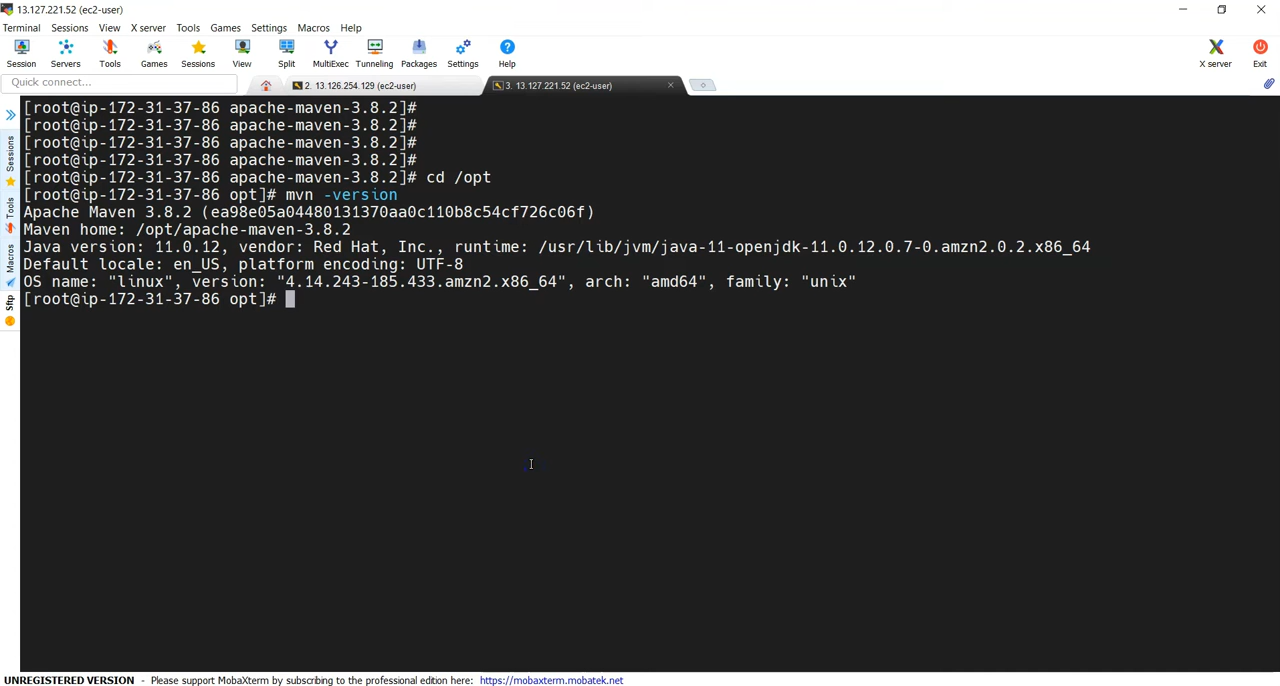 13.127.221.52 (ec2-user)
Terminal Sessions View X server Tools Games Settings Macros Help
Session Servers Tools Games Sessions View Split MultiExec Tunneling Packages Settings Help X server Exit
Quick connect...
2. 13.126.254.129 (ec2-user)
3. 13.127.221.52 (ec2-user)
Sessions
Tools
Macros
Sftp
[root@ip-172-31-37-86 apache-maven-3.8.2]#
[root@ip-172-31-37-86 apache-maven-3.8.2]#
[root@ip-172-31-37-86 apache-maven-3.8.2]#
[root@ip-172-31-37-86 apache-maven-3.8.2]#
[root@ip-172-31-37-86 apache-maven-3.8.2]# cd /opt
[root@ip-172-31-37-86 opt]# mvn -version
Apache Maven 3.8.2 (ea98e05a04480131370aa0c110b8c54cf726c06f)
Maven home: /opt/apache-maven-3.8.2
Java version: 11.0.12, vendor: Red Hat, Inc., runtime: /usr/lib/jvm/java-11-openjdk-11.0.12.0.7-0.amzn2.0.2.x86_64
Default locale: en_US, platform encoding: UTF-8
OS name: "linux", version: "4.14.243-185.433.amzn2.x86_64", arch: "amd64", family: "unix"
[root@ip-172-31-37-86 opt]#
UNREGISTERED VERSION - Please support MobaXterm by subscribing to the professional edition here: https://mobaxterm.mobatek.net